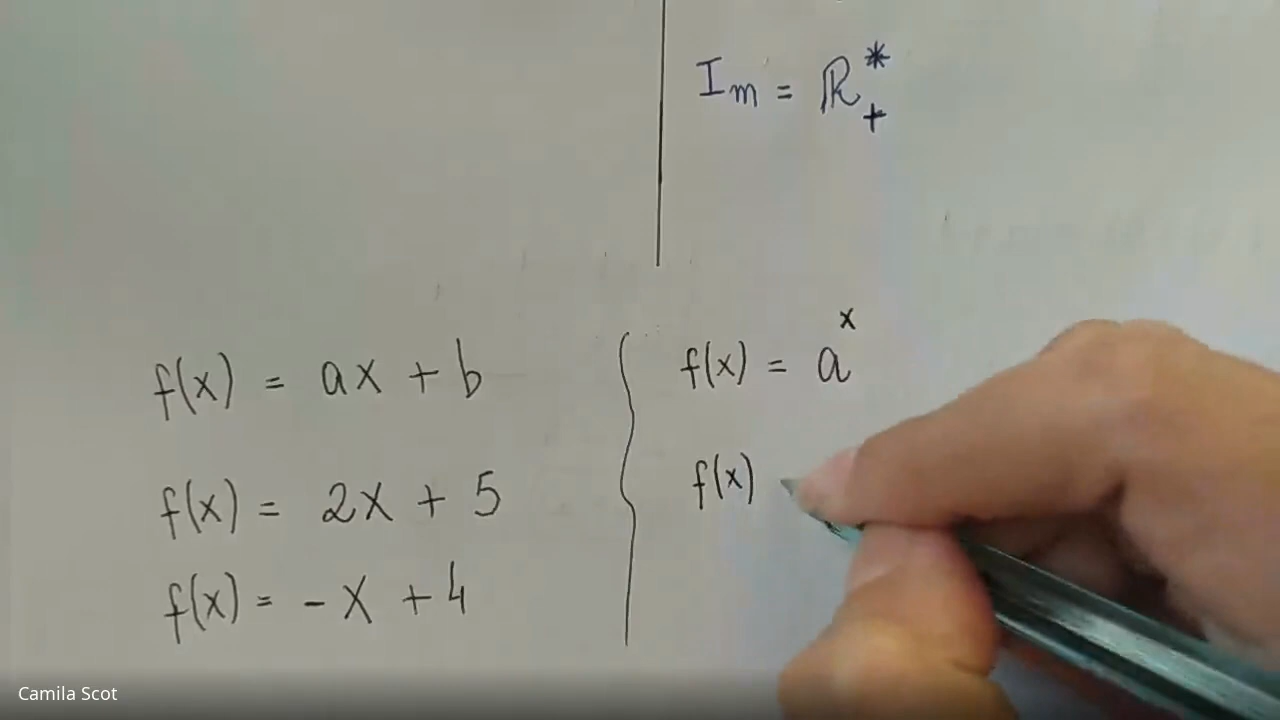 Im = ℝ*₊
f(x) = ax + b
f(x) = 2x + 5
f(x) = -x + 4
f(x) = aˣ
f(x)
Camila Scot